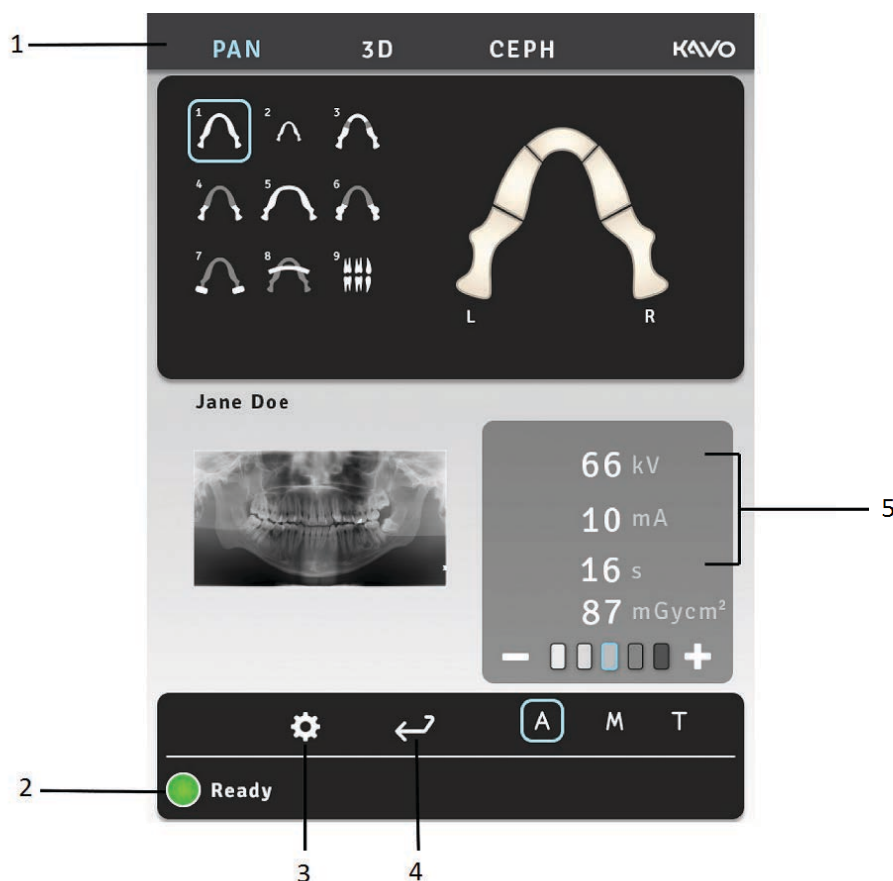 1
PAN 3D CEPH KAVO
1 2 3
4 5 6
7 8 9
L R
Jane Doe
66 kV
10 mA
5
16 s
87 mGycm²
A M T
2 Ready
3 4